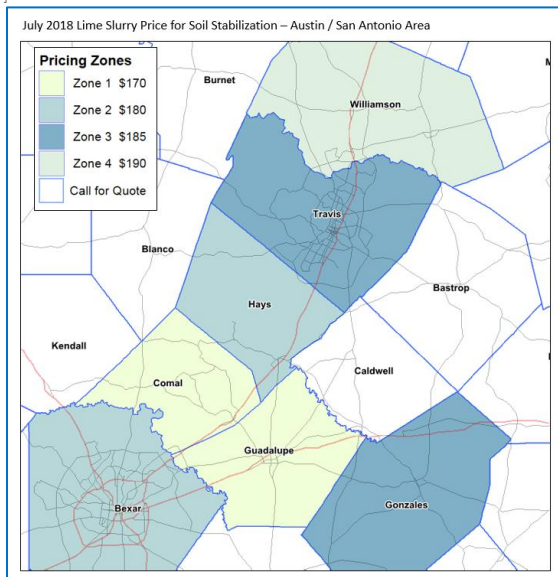 July 2018 Lime Slurry Price for Soil Stabilization – Austin / San Antonio Area
Pricing Zones
Zone 1 $170
Zone 2 $180
Zone 3 $185
Zone 4 $190
Call for Quote
Burnet
Williamson
Travis
Blanco
Bastrop
Hays
Kendall
Caldwell
Comal
Guadalupe
Gonzales
Bexar